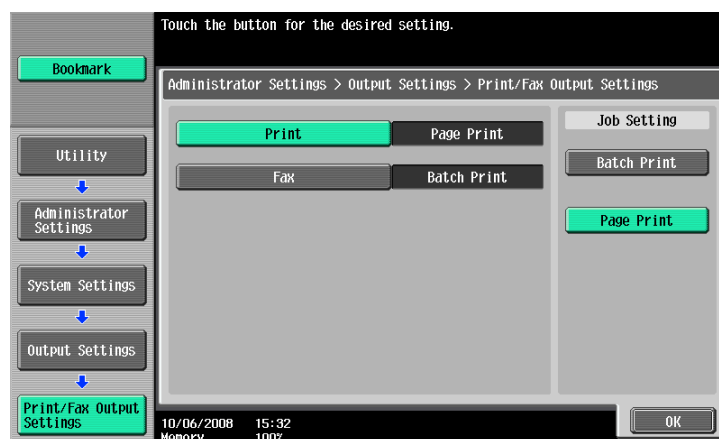 Touch the button for the desired setting.
Bookmark
Administrator Settings > Output Settings > Print/Fax Output Settings
Print
Page Print
Fax
Batch Print
Job Setting
Batch Print
Page Print
Utility
Administrator
Settings
System Settings
Output Settings
Print/Fax Output
Settings
10/06/2008 15:32
Memory 100%
OK